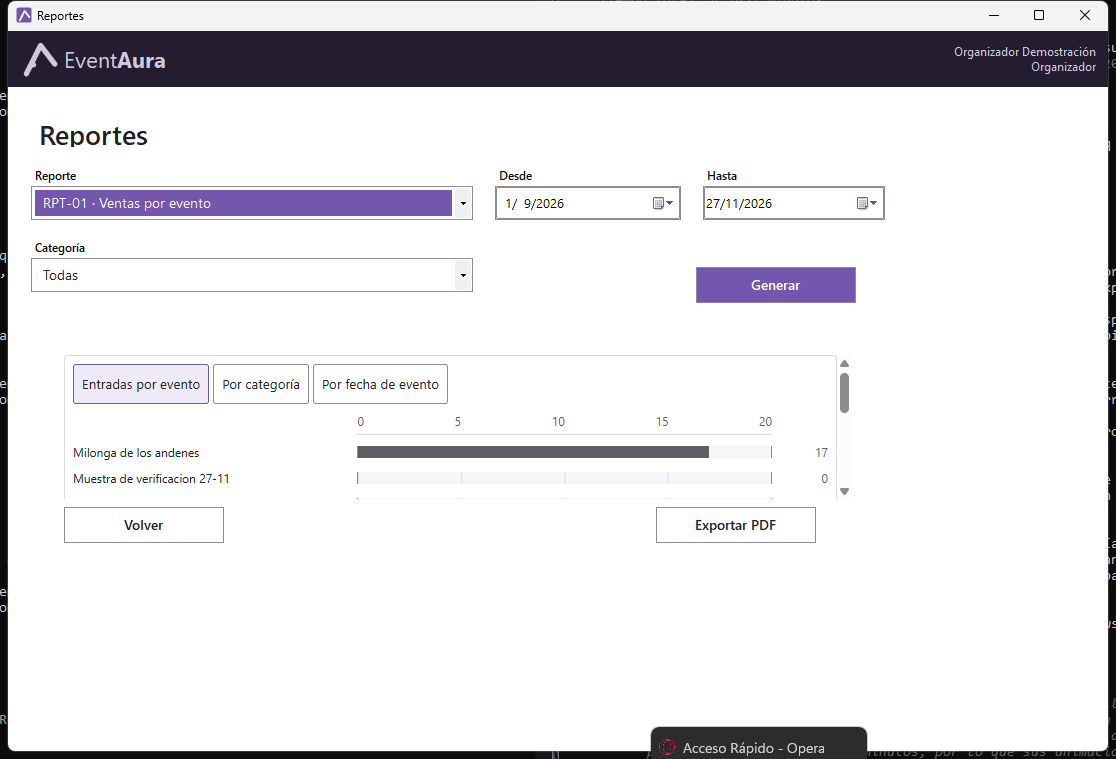 Reportes
EventAura
Organizador Demostración
Organizador
Reportes
Reporte
Desde
Hasta
RPT-01 · Ventas por evento
1/ 9/2026
27/11/2026
Categoría
Todas
Generar
Entradas por evento
Por categoría
Por fecha de evento
0 5 10 15 20
Milonga de los andenes 17
Muestra de verificacion 27-11 0
Volver
Exportar PDF
Acceso Rápido - Opera